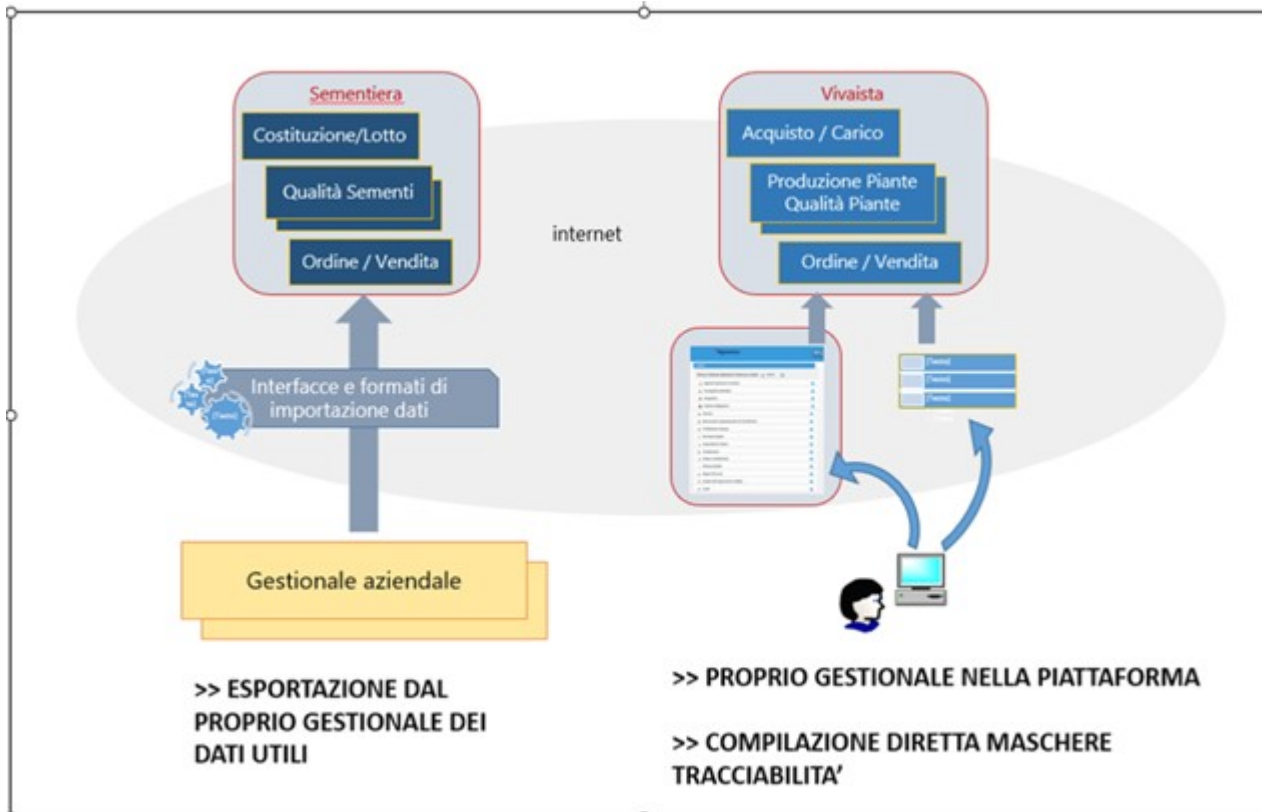 Sementiera
Costituzione/Lotto
Qualità Sementi
Ordine / Vendita
Vivaista
Acquisto / Carico
Produzione Piante
Qualità Piante
Ordine / Vendita
internet
Interfacce e formati di
importazione dati
[Testo]
[Testo]
[Testo]
[Testo]
Gestionale aziendale
>> ESPORTAZIONE DAL
PROPRIO GESTIONALE DEI
DATI UTILI
>> PROPRIO GESTIONALE NELLA PIATTAFORMA
>> COMPILAZIONE DIRETTA MASCHERE
TRACCIABILITA’